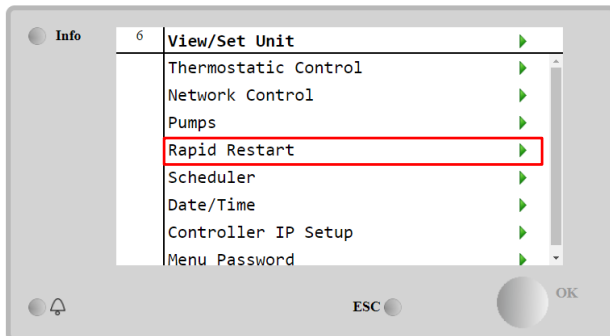 Info
6 View/Set Unit
Thermostatic Control
Network Control
Pumps
Rapid Restart
Scheduler
Date/Time
Controller IP Setup
Menu Password
ESC
OK